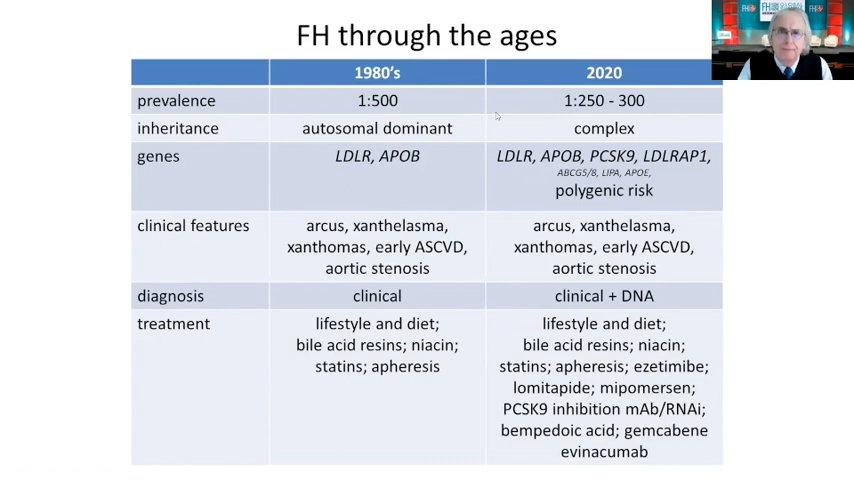 FH through the ages
1980's 2020
prevalence 1:500 1:250 - 300
inheritance autosomal dominant complex
genes LDLR, APOB LDLR, APOB, PCSK9, LDLRAP1,
ABCG5/8, LIPA, APOE,
polygenic risk
clinical features arcus, xanthelasma, arcus, xanthelasma,
xanthomas, early ASCVD, xanthomas, early ASCVD,
aortic stenosis aortic stenosis
diagnosis clinical clinical + DNA
treatment lifestyle and diet; lifestyle and diet;
bile acid resins; niacin; bile acid resins; niacin;
statins; apheresis statins; apheresis; ezetimibe;
lomitapide; mipomersen;
PCSK9 inhibition mAb/RNAi;
bempedoic acid; gemcabene
evinacumab